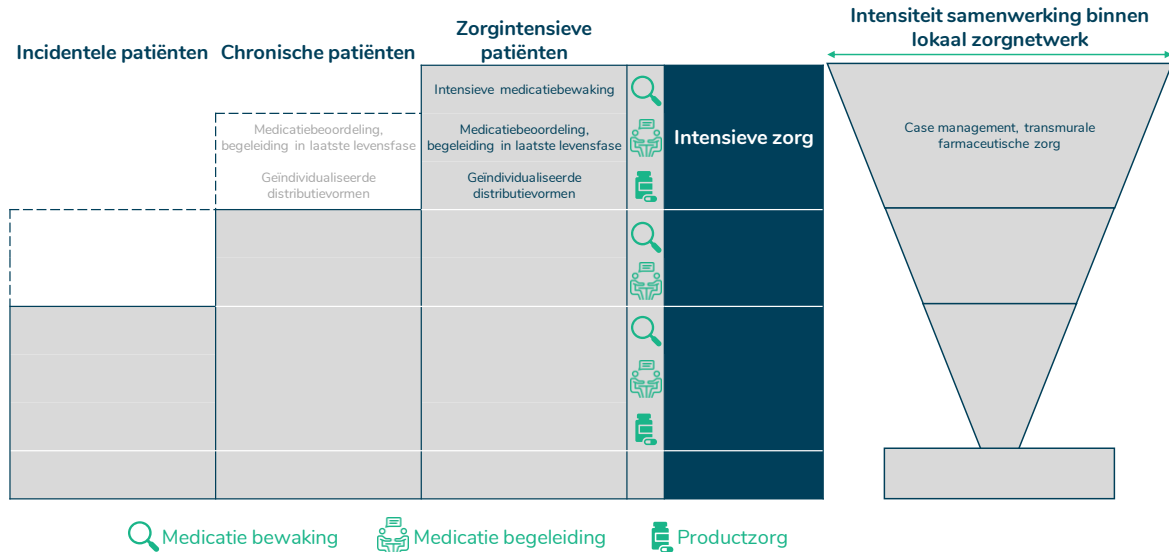 Incidentele patiënten
Chronische patiënten
Zorgintensieve
patiënten
Intensiteit samenwerking binnen
lokaal zorgnetwerk
Intensieve medicatiebewaking
Medicatiebeoordeling,
begeleiding in laatste levensfase
Medicatiebeoordeling,
begeleiding in laatste levensfase
Intensieve zorg
Case management, transmurale
farmaceutische zorg
Geïndividualiseerde
distributievormen
Geïndividualiseerde
distributievormen
Medicatie bewaking
Medicatie begeleiding
Productzorg